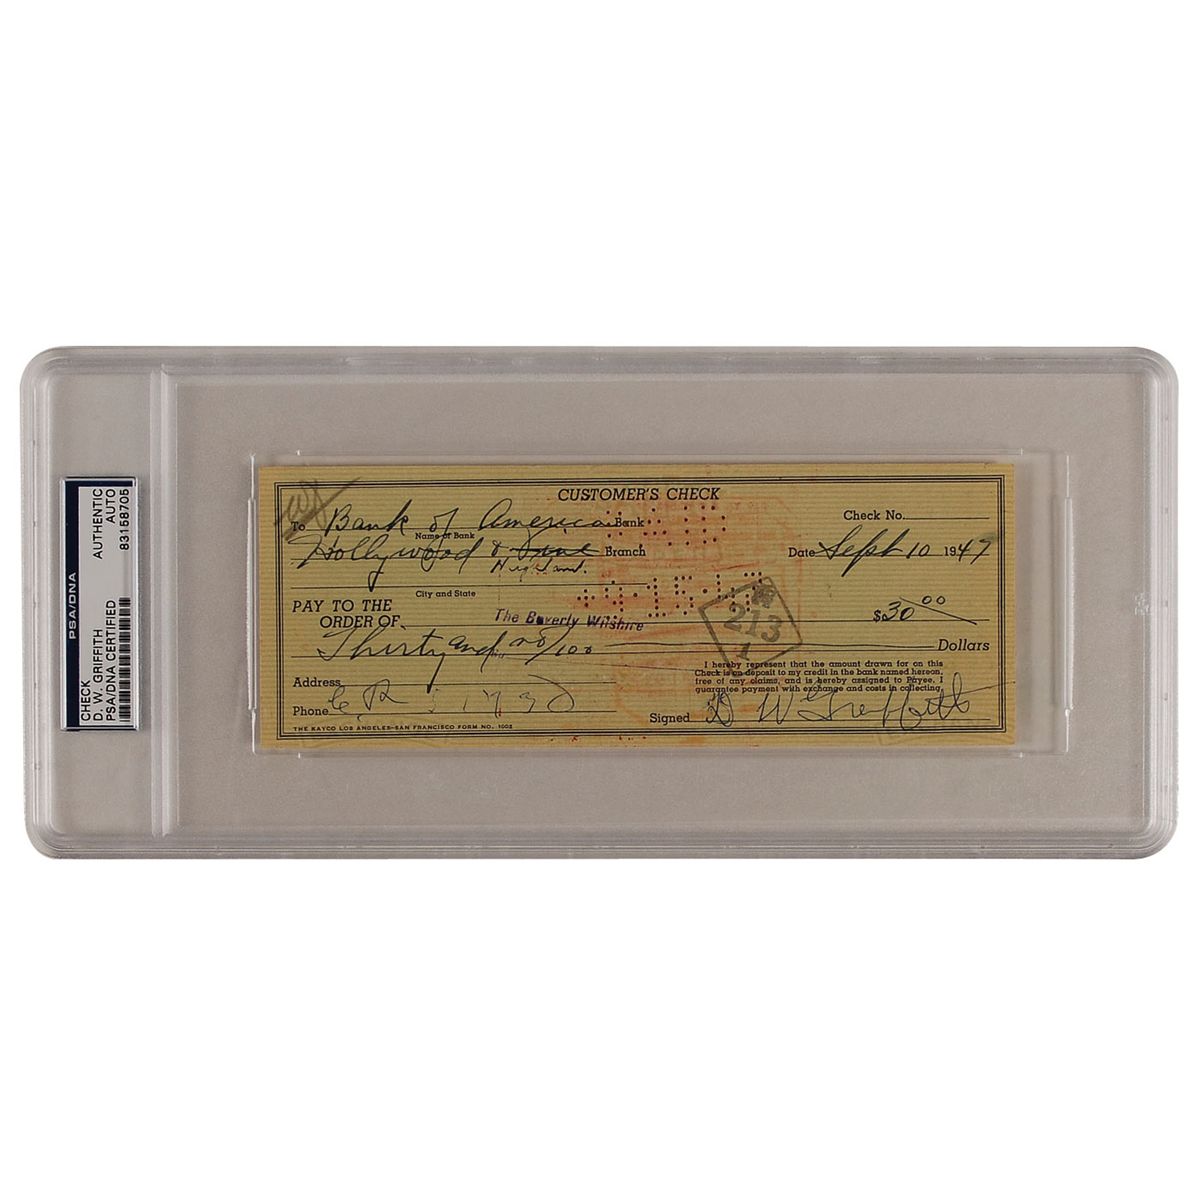 PSA/DNA
CHECK
D. W. GRIFFITH
PSA/DNA CERTIFIED
AUTHENTIC
AUTO
83158705
CUSTOMER'S CHECK
To Bank of America Bank
Name of Bank
Check No.
Hollywood & Vine Branch
Highland.
Date Sept 10 1947
City and State
PAY TO THE
ORDER OF The Beverly Wilshire $30 00
Thirty and no/100 Dollars
PAID
213
1
I hereby represent that the amount drawn for on this
Check is on deposit to my credit in the bank named hereon,
free of any claims, and is hereby assigned to Payee, I
guarantee payment with exchange and costs in collecting.
Address
Phone CR
Signed D W Griffith
THE KAYCO LOS ANGELES-SAN FRANCISCO FORM NO. 1002